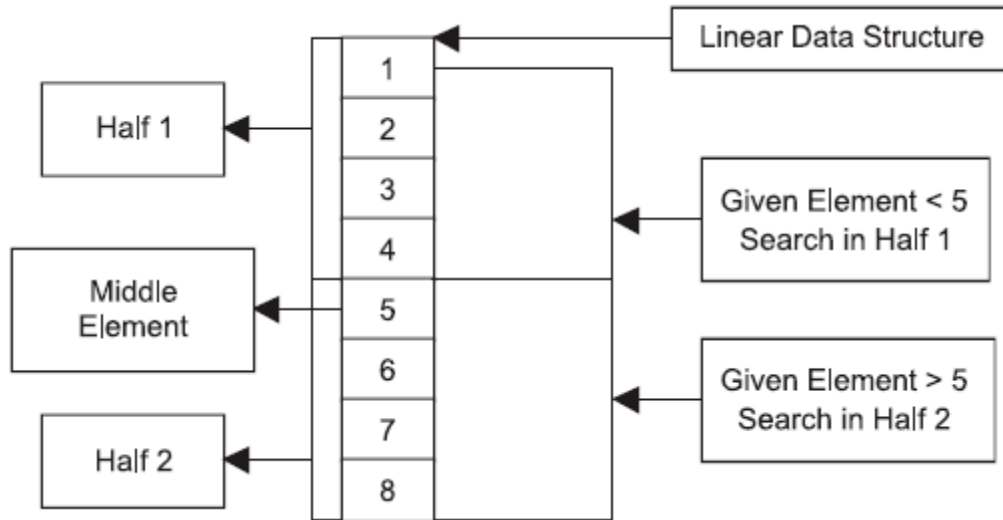 Linear Data Structure
1
Half 1
2
3
Given Element < 5
Search in Half 1
4
Middle
Element
5
6
Given Element > 5
Search in Half 2
7
Half 2
8